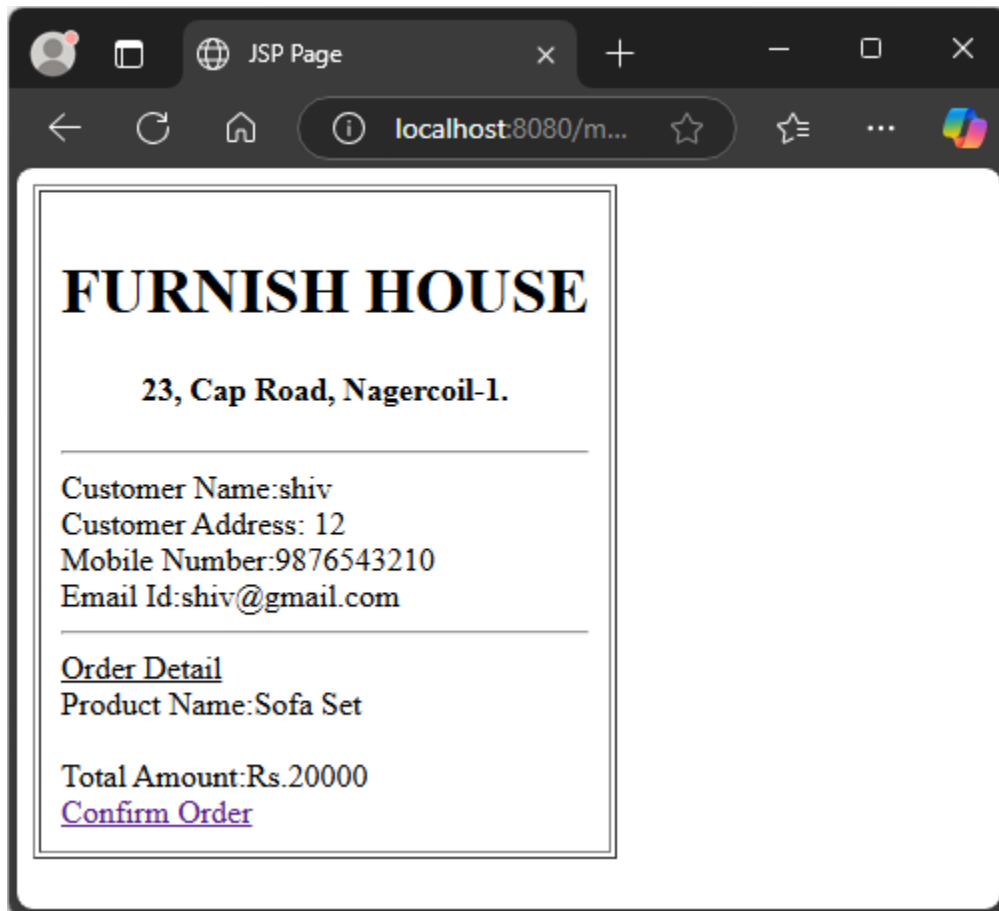 JSP Page
localhost:8080/m...
FURNISH HOUSE
23, Cap Road, Nagercoil-1.
Customer Name:shiv
Customer Address: 12
Mobile Number:9876543210
Email Id:shiv@gmail.com
Order Detail
Product Name:Sofa Set
Total Amount:Rs.20000
Confirm Order